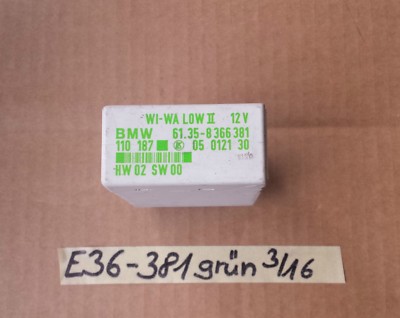 WI-WA LOW II 12 V
BMW 61.35-8 366 381
110 187 05 0121 30
HW 02 SW 00
E36-381 grün 3/16